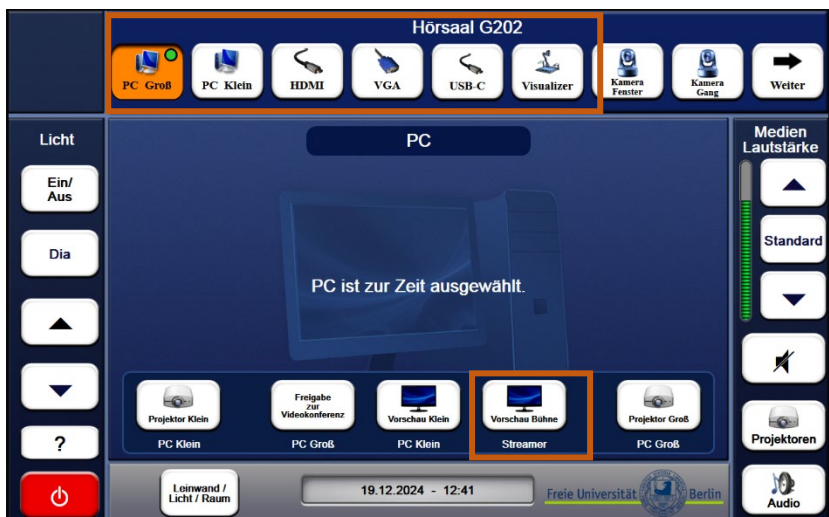 Hörsaal G202
PC Groß
PC Klein
HDMI
VGA
USB-C
Visualizer
Kamera
Fenster
Kamera
Gang
Weiter
Licht
Ein/
Aus
Dia
?
PC
PC ist zur Zeit ausgewählt.
Medien
Lautstärke
Standard
Projektoren
Audio
Projektor Klein
Freigabe
zur
Videokonferenz
Vorschau Klein
Vorschau Bühne
Projektor Groß
PC Klein
PC Groß
PC Klein
Streamer
PC Groß
Leinwand /
Licht / Raum
19.12.2024 - 12:41
Freie Universität Berlin